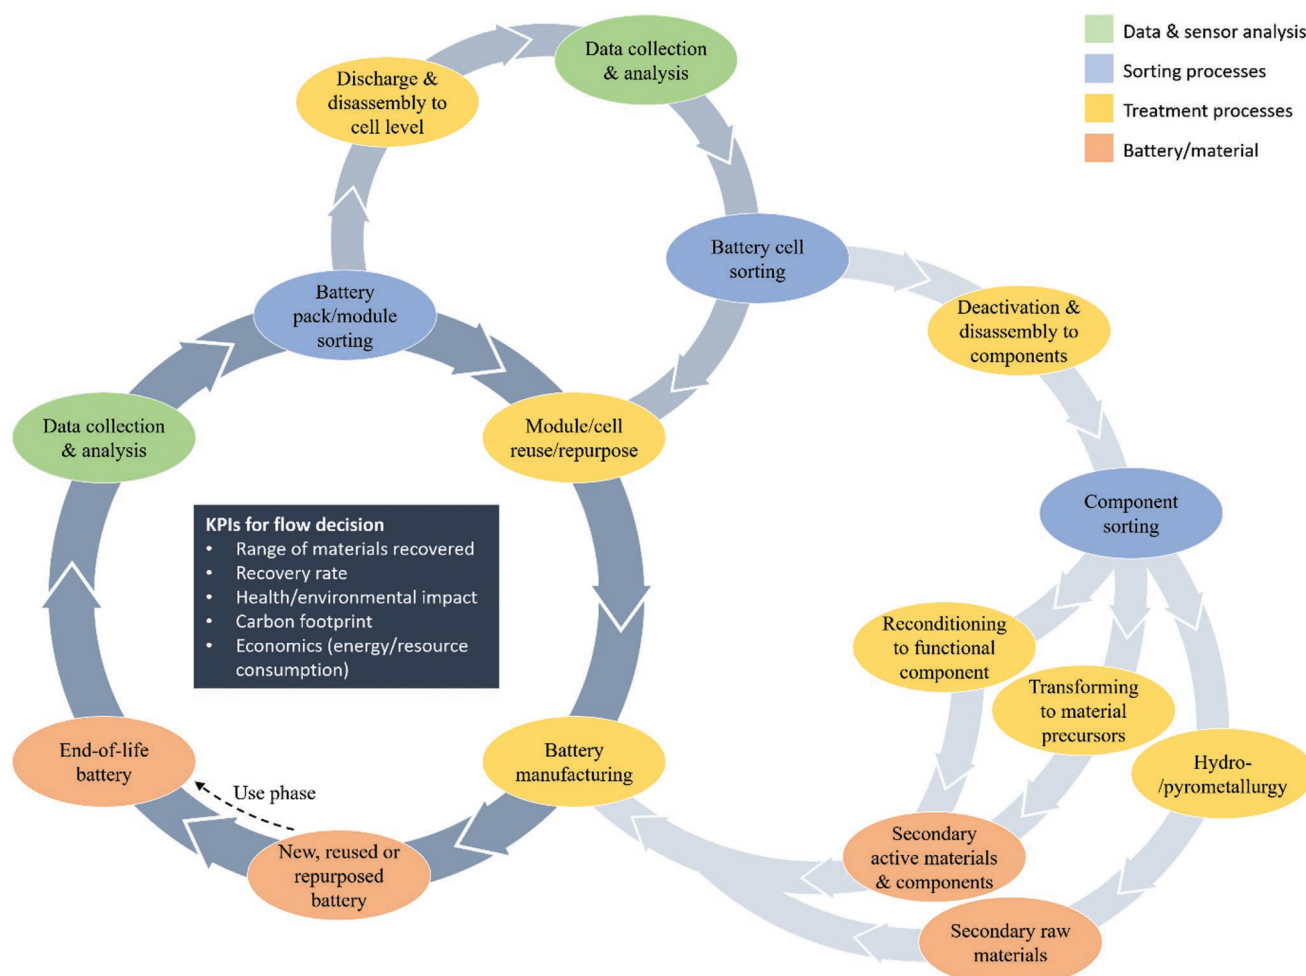 Data & sensor analysis
Sorting processes
Treatment processes
Battery/material
Data collection
& analysis
Discharge &
disassembly to
cell level
Battery cell
sorting
Battery
pack/module
sorting
Deactivation &
disassembly to
components
Data collection
& analysis
Module/cell
reuse/repurpose
Component
sorting
KPIs for flow decision
• Range of materials recovered
• Recovery rate
• Health/environmental impact
• Carbon footprint
• Economics (energy/resource
consumption)
Reconditioning
to functional
component
Transforming
to material
precursors
End-of-life
battery
Battery
manufacturing
Hydro-
/pyrometallurgy
Use phase
New, reused or
repurposed
battery
Secondary
active materials
& components
Secondary raw
materials